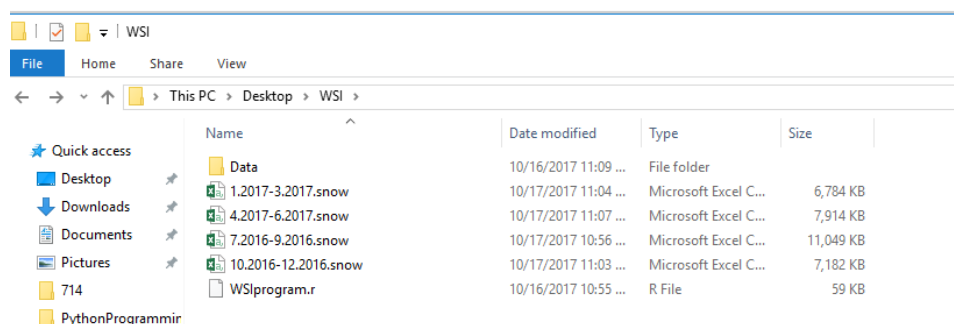 WSI
File Home Share View
This PC > Desktop > WSI >
Name Date modified Type Size
Quick access
Desktop
Downloads
Documents
Pictures
714
PythonProgrammin
Data 10/16/2017 11:09 ... File folder
1.2017-3.2017.snow 10/17/2017 11:04 ... Microsoft Excel C... 6,784 KB
4.2017-6.2017.snow 10/17/2017 11:07 ... Microsoft Excel C... 7,914 KB
7.2016-9.2016.snow 10/17/2017 10:56 ... Microsoft Excel C... 11,049 KB
10.2016-12.2016.snow 10/17/2017 11:03 ... Microsoft Excel C... 7,182 KB
WSIprogram.r 10/16/2017 10:55 ... R File 59 KB